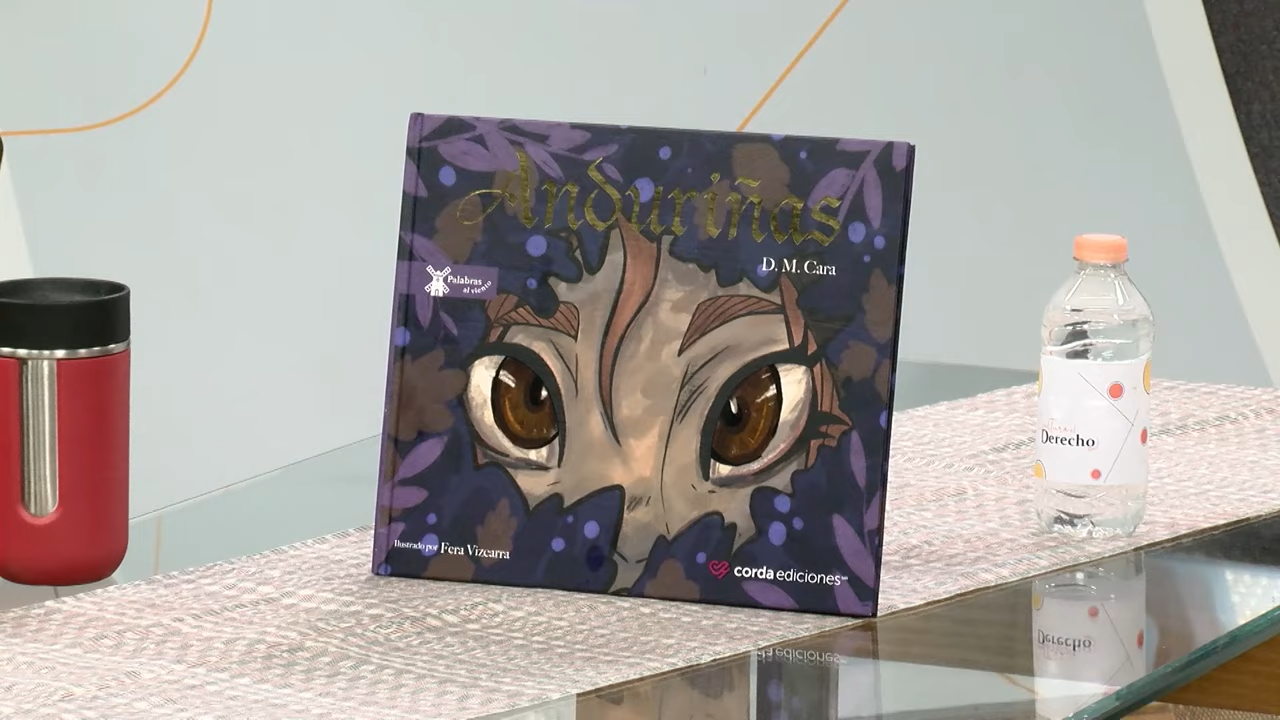 Anduriñas
D. M. Cara
Palabras
al viento
Ilustrado por Fera Vizcarra
corda ediciones
Derecho